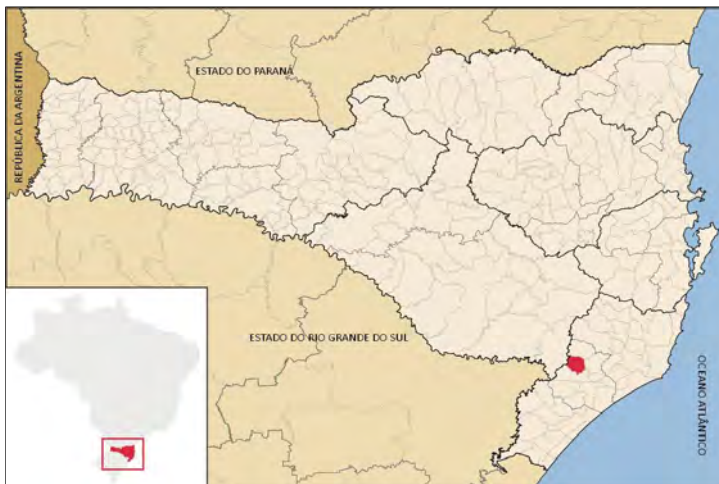 ESTADO DO PARANÁ
REPÚBLICA DA ARGENTINA
ESTADO DO RIO GRANDE DO SUL
OCEANO ATLÂNTICO